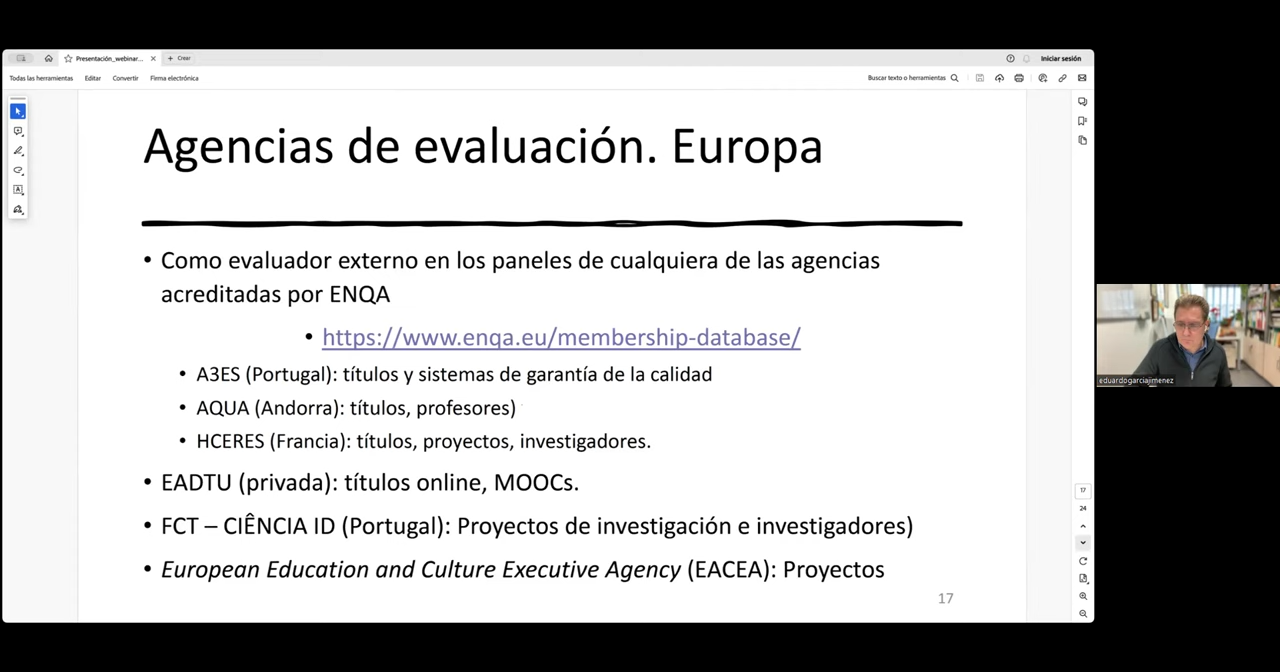 Presentación_webinar...
Crear
Iniciar sesión
Todas las herramientas Editar Convertir Firma electrónica
Buscar texto o herramientas
Agencias de evaluación. Europa
• Como evaluador externo en los paneles de cualquiera de las agencias
acreditadas por ENQA
• https://www.enqa.eu/membership-database/
• A3ES (Portugal): títulos y sistemas de garantía de la calidad
• AQUA (Andorra): títulos, profesores)
• HCERES (Francia): títulos, proyectos, investigadores.
• EADTU (privada): títulos online, MOOCs.
• FCT – CIÊNCIA ID (Portugal): Proyectos de investigación e investigadores)
• European Education and Culture Executive Agency (EACEA): Proyectos
17
17
24
eduardogarciajimenez